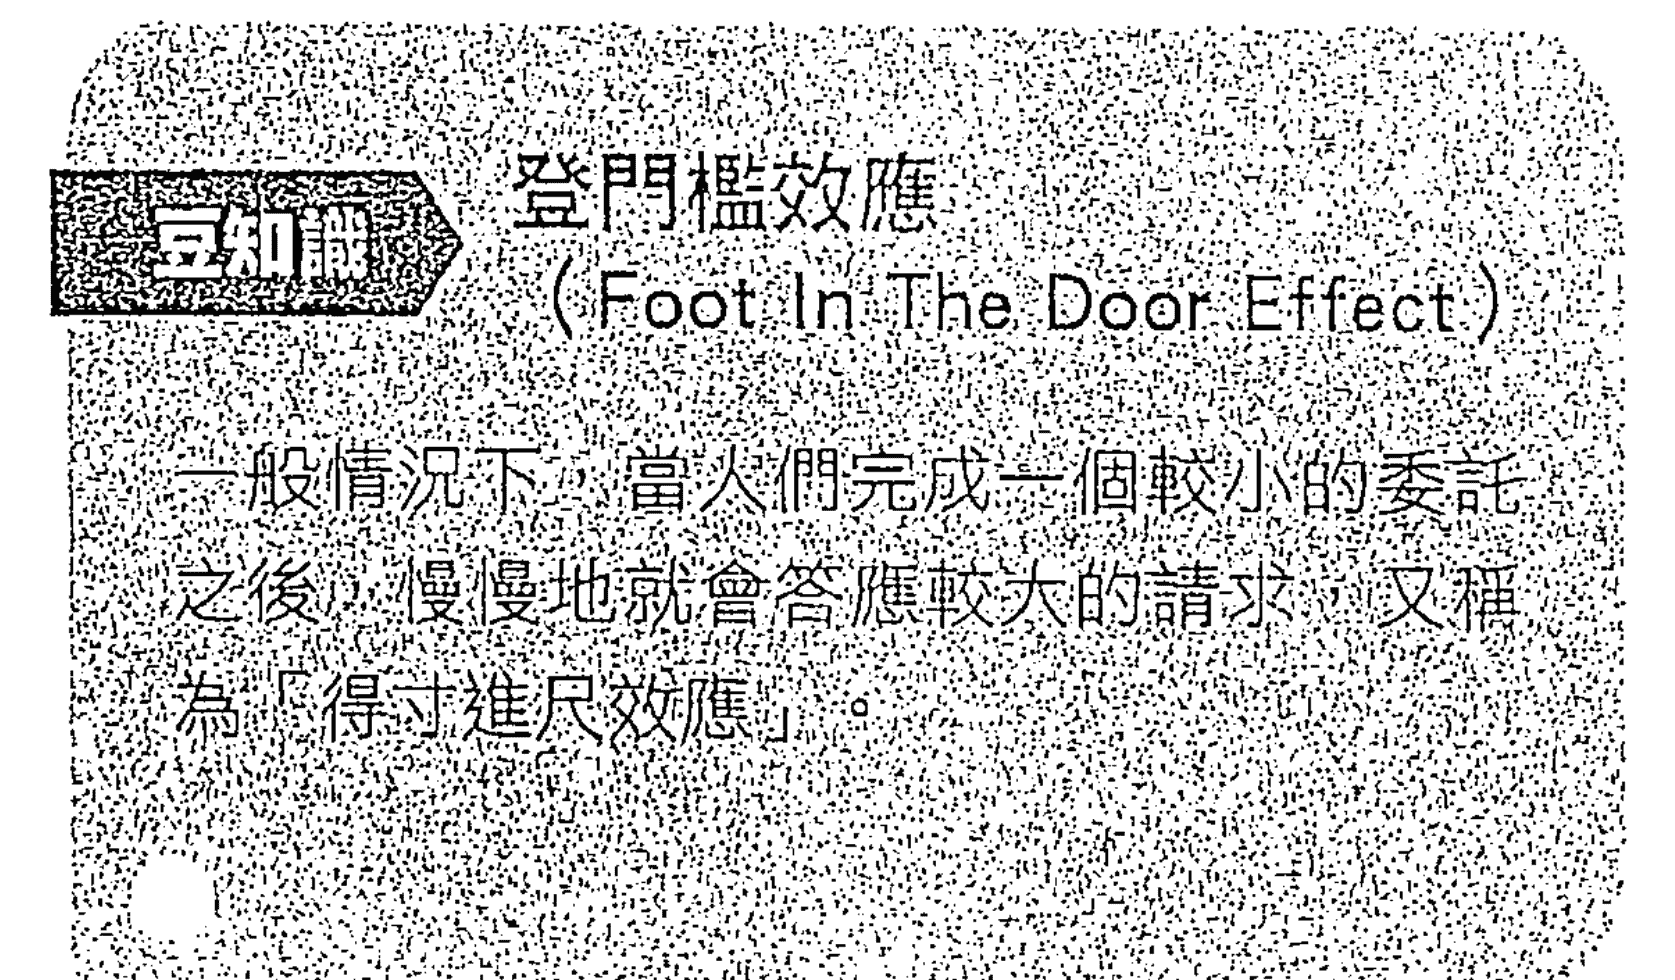 豆知識
登門檻效應
（Foot In The Door Effect）
一般情況下，當人們完成一個較小的委託
之後，慢慢地就會答應較大的請求，又稱
為「得寸進尺效應」。